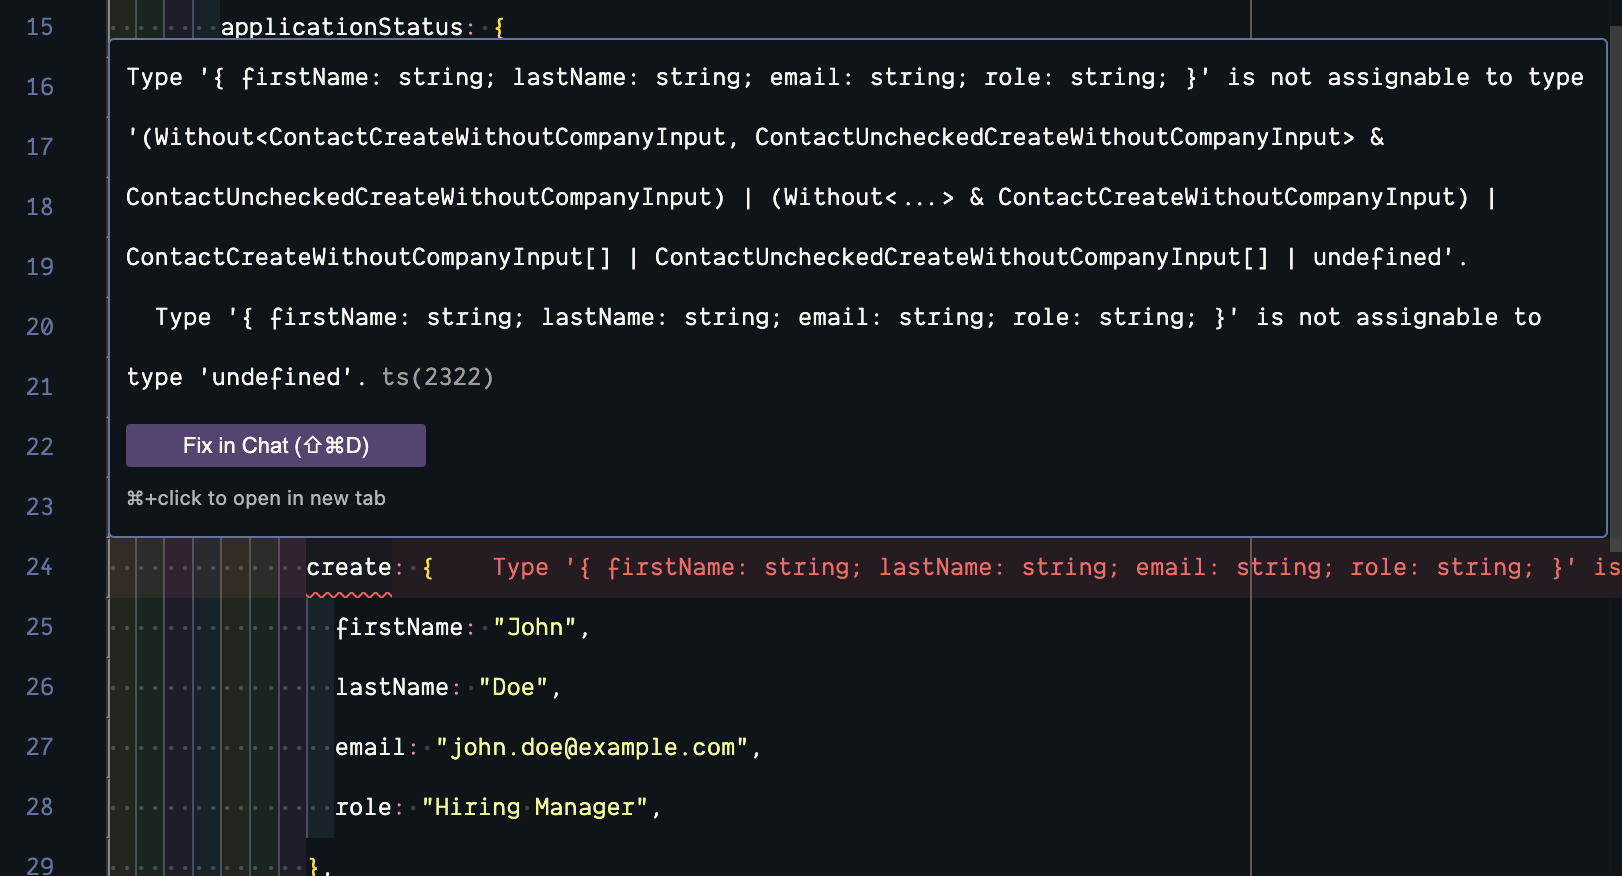 15 applicationStatus: {
16 Type '{ firstName: string; lastName: string; email: string; role: string; }' is not assignable to type
17 '(Without<ContactCreateWithoutCompanyInput, ContactUncheckedCreateWithoutCompanyInput> &
18 ContactUncheckedCreateWithoutCompanyInput) | (Without<...> & ContactCreateWithoutCompanyInput) |
19 ContactCreateWithoutCompanyInput[] | ContactUncheckedCreateWithoutCompanyInput[] | undefined'.
20 Type '{ firstName: string; lastName: string; email: string; role: string; }' is not assignable to
21 type 'undefined'. ts(2322)
22 Fix in Chat (⇧⌘D)
23 ⌘+click to open in new tab
24 create: { Type '{ firstName: string; lastName: string; email: string; role: string; }' is
25 firstName: "John",
26 lastName: "Doe",
27 email: "john.doe@example.com",
28 role: "Hiring Manager",
29 },